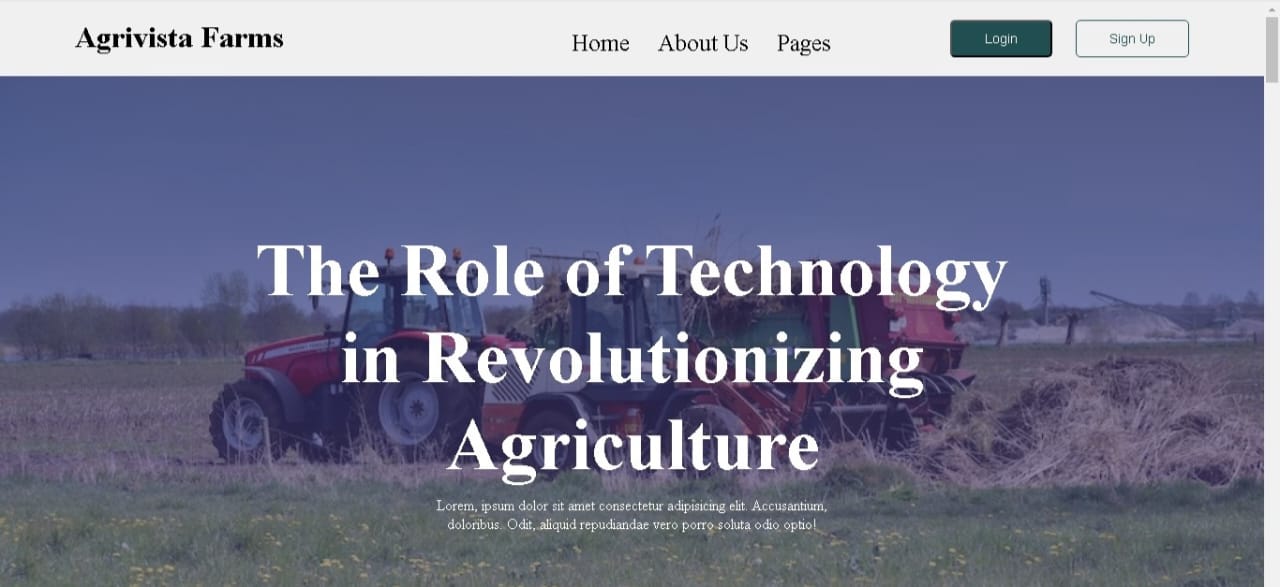 Agrivista Farms
Home About Us Pages
Login
Sign Up
The Role of Technology
in Revolutionizing
Agriculture
Lorem, ipsum dolor sit amet consectetur adipisicing elit. Accusantium,
doloribus. Odit, aliquid repudiandae vero porro soluta odio optio!